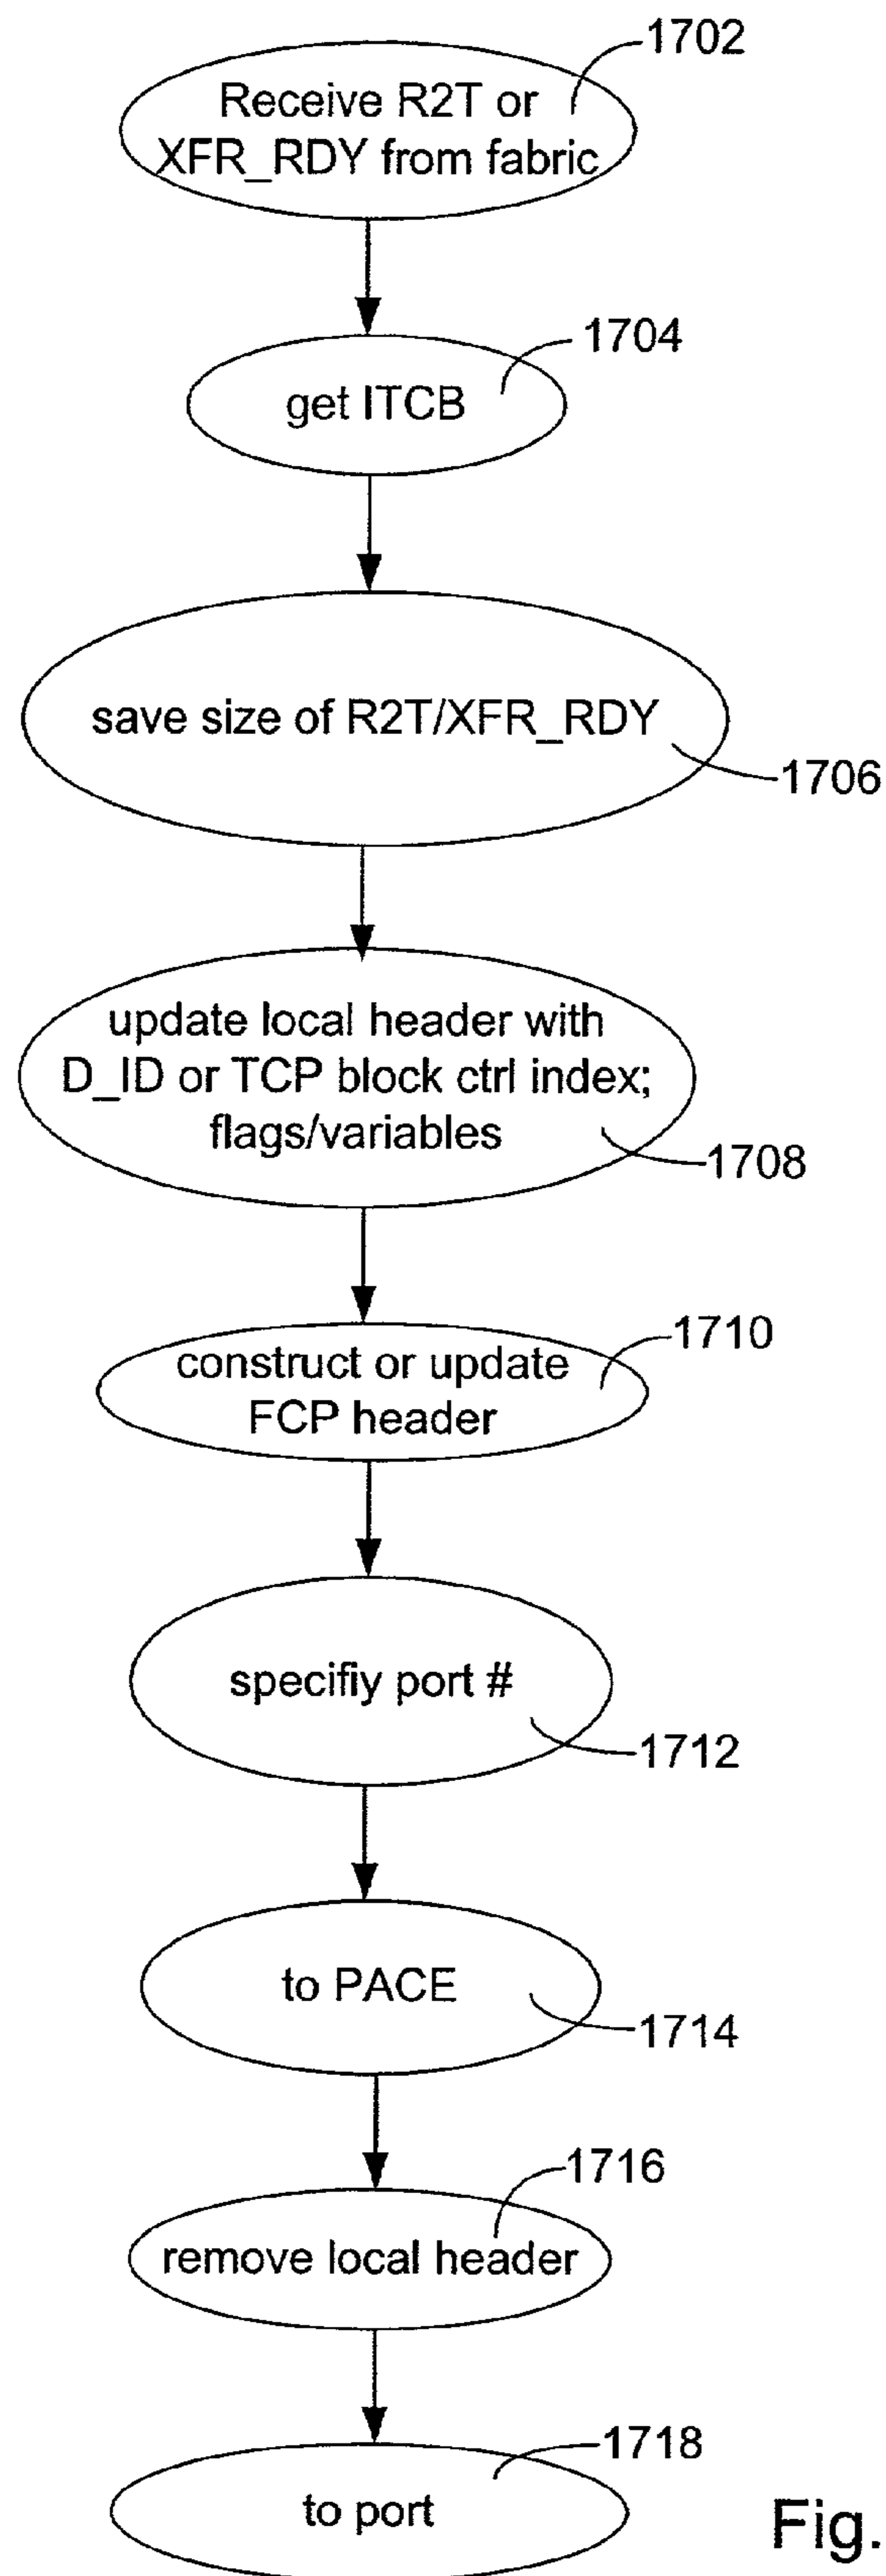 1702
Receive R2T or
XFR_RDY from fabric
1704
get ITCB
save size of R2T/XFR_RDY
1706
update local header with
D_ID or TCP block ctrl index;
flags/variables
1708
1710
construct or update
FCP header
specifiy port #
1712
to PACE
1714
1716
remove local header
1718
to port
Fig.